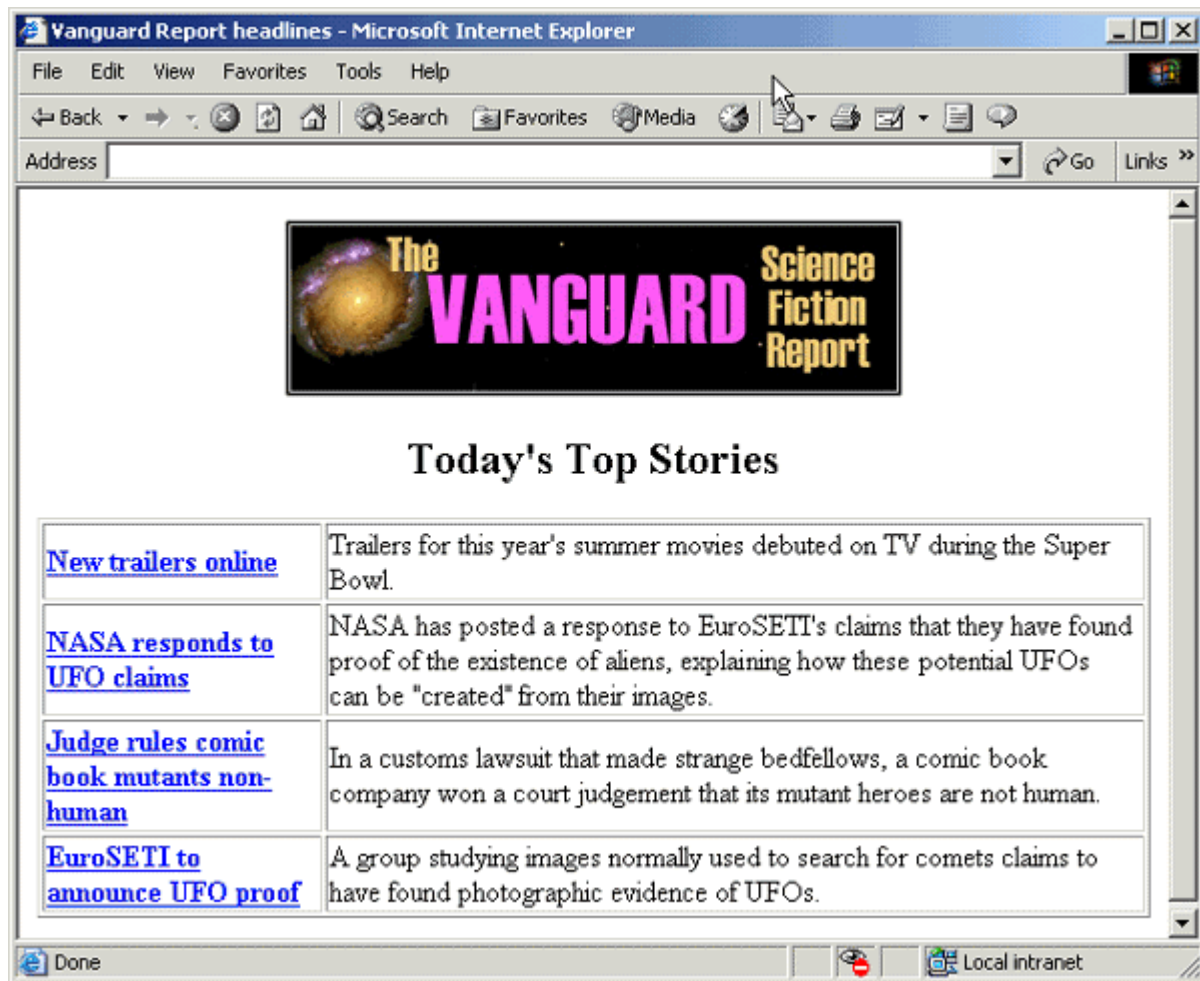 Vanguard Report headlines - Microsoft Internet Explorer
File Edit View Favorites Tools Help
Back Search Favorites Media
Address Go Links »
The
VANGUARD
Science
Fiction
Report
Today's Top Stories
New trailers online
Trailers for this year's summer movies debuted on TV during the Super
Bowl.
NASA responds to
UFO claims
NASA has posted a response to EuroSETI's claims that they have found
proof of the existence of aliens, explaining how these potential UFOs
can be "created" from their images.
Judge rules comic
book mutants non-
human
In a customs lawsuit that made strange bedfellows, a comic book
company won a court judgement that its mutant heroes are not human.
EuroSETI to
announce UFO proof
A group studying images normally used to search for comets claims to
have found photographic evidence of UFOs.
Done Local intranet